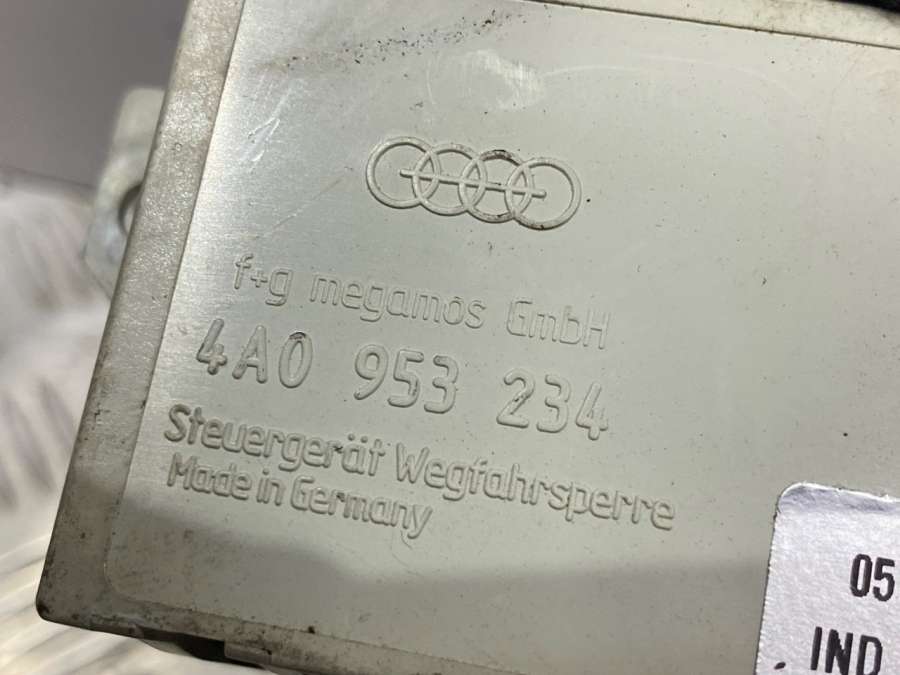 f+g megamos GmbH
4A0 953 234
Steuergerät Wegfahrsperre
Made in Germany
05
IND